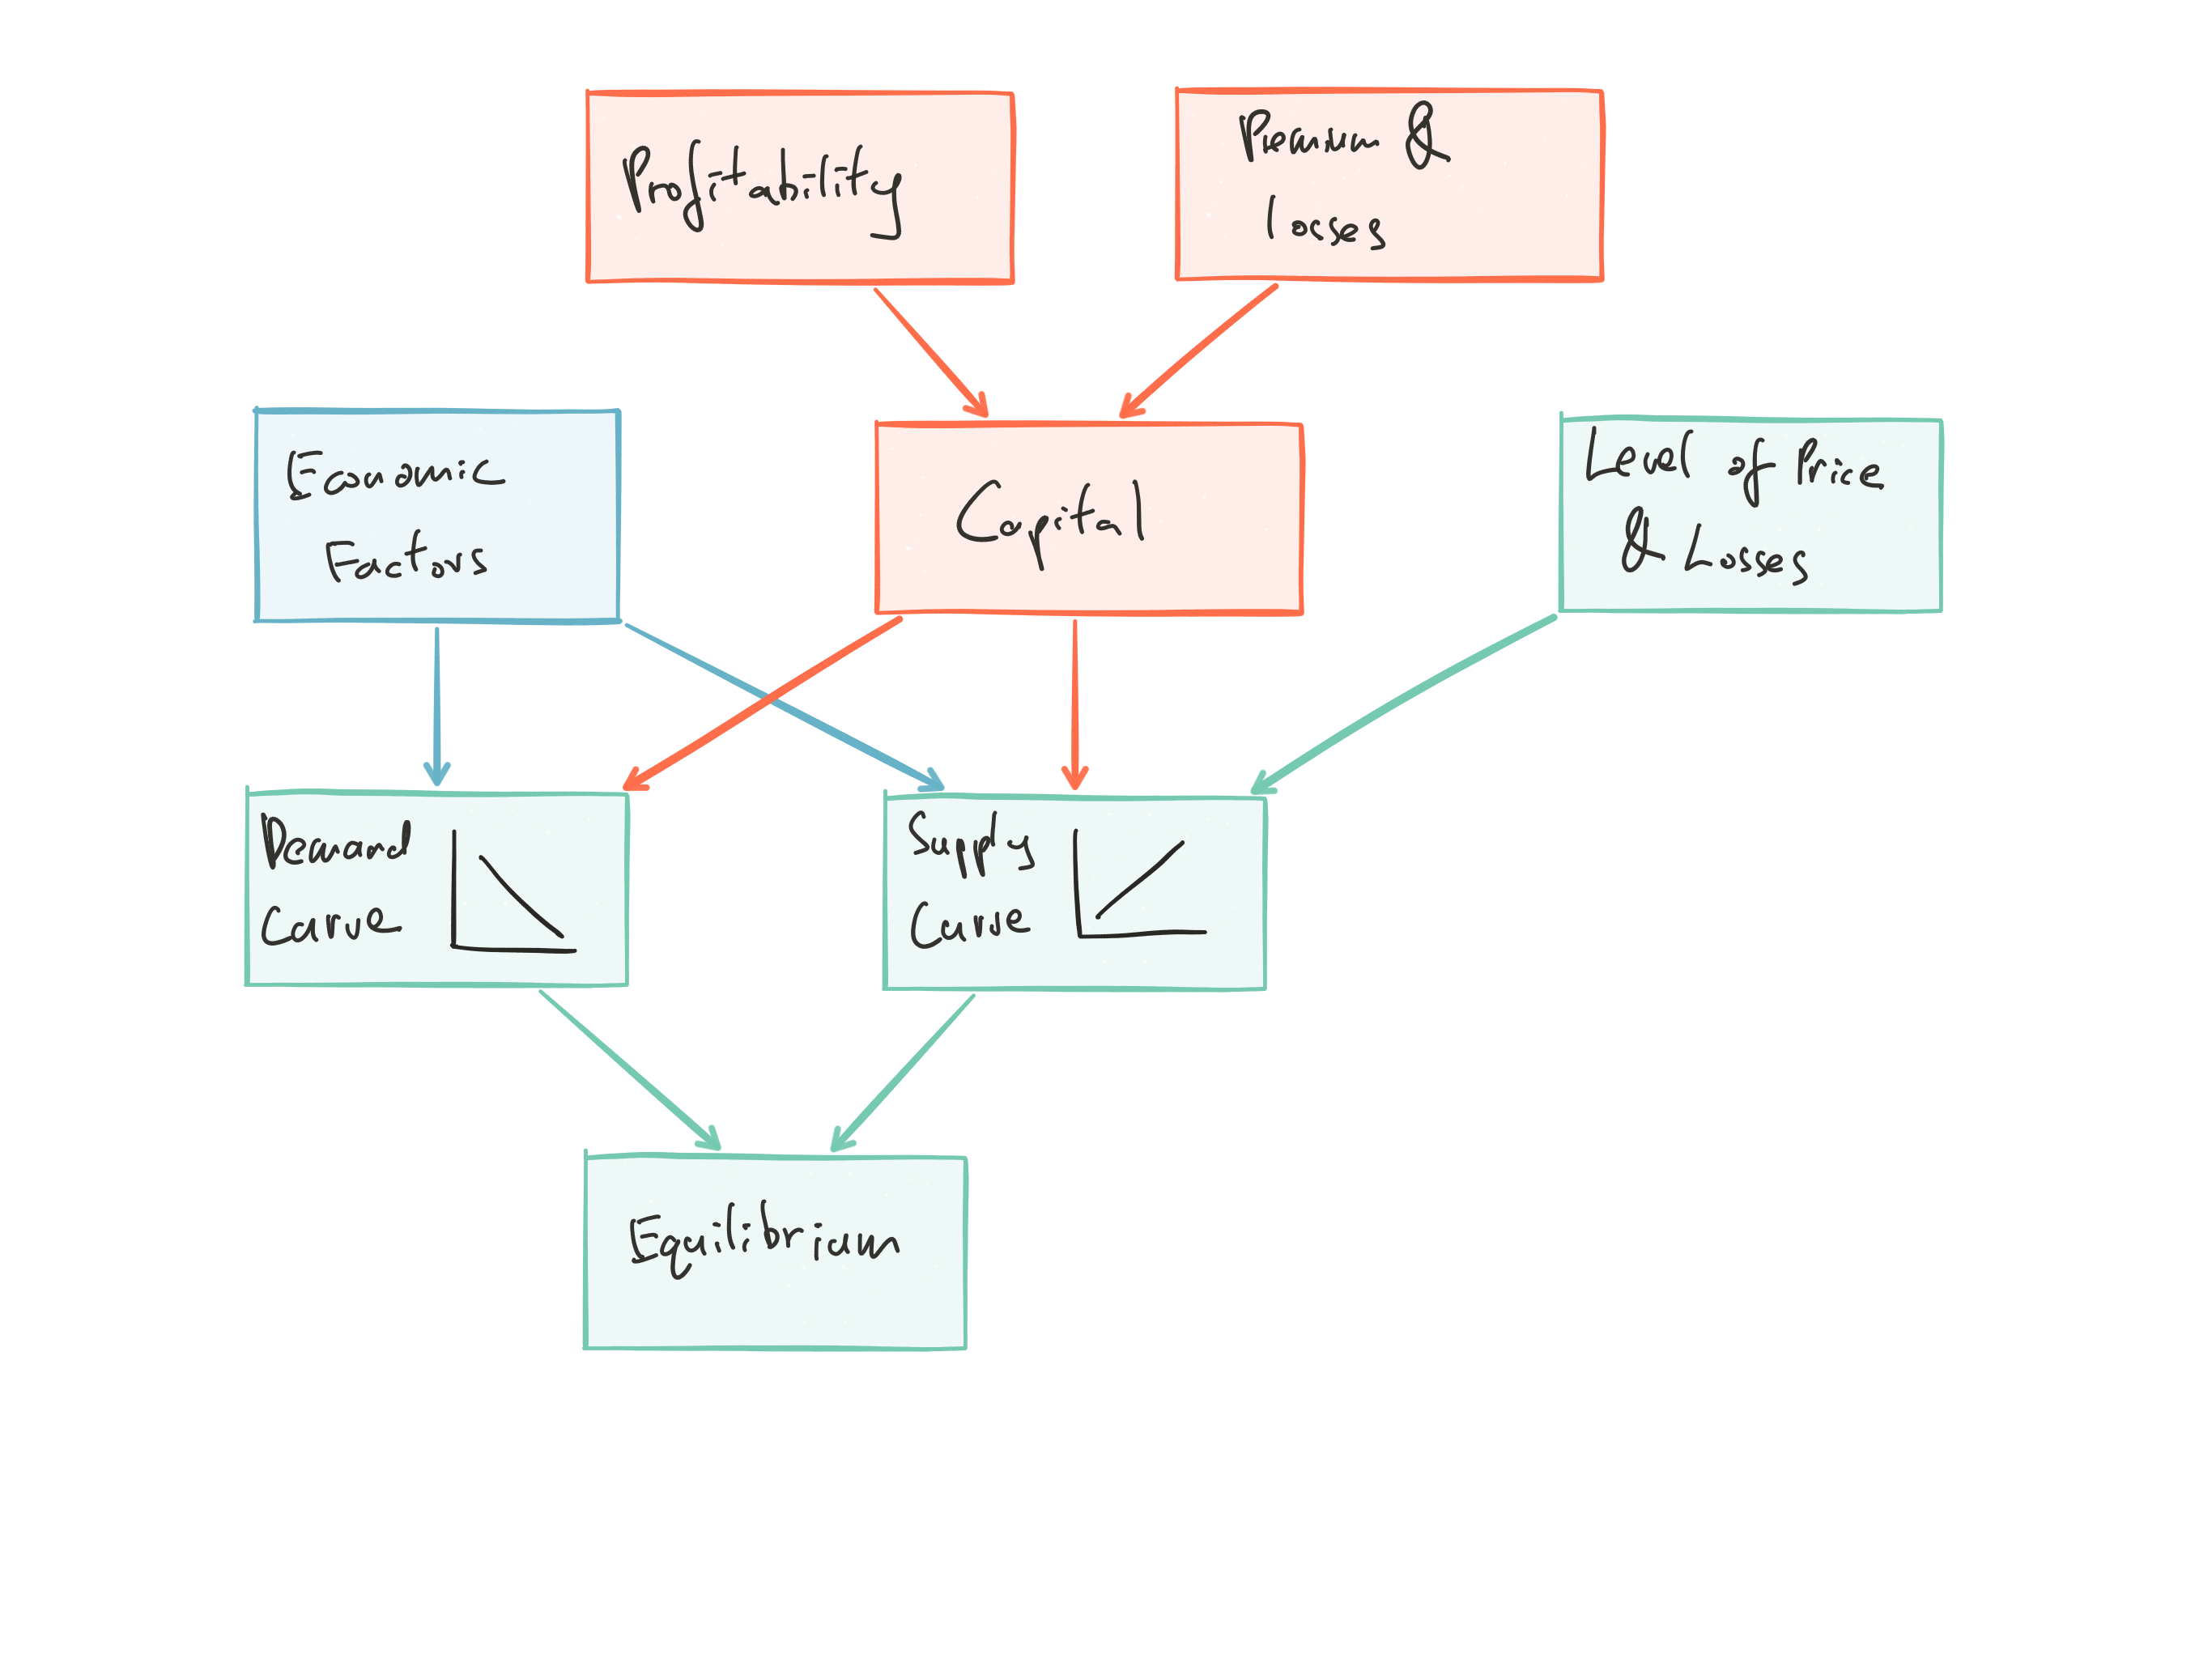 Profitability
Premium &
losses
Economic
Factors
Capital
Level of Price
& Losses
Demand
Curve
Supply
Curve
Equilibrium